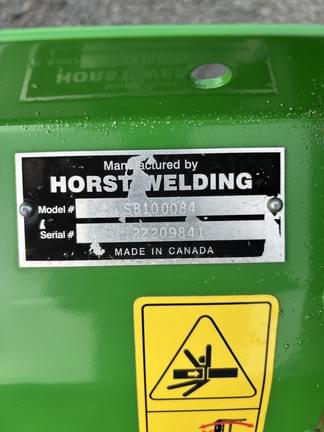 Manufactured by
HORST WELDING
Model # SB100084
Serial # 22209841
MADE IN CANADA